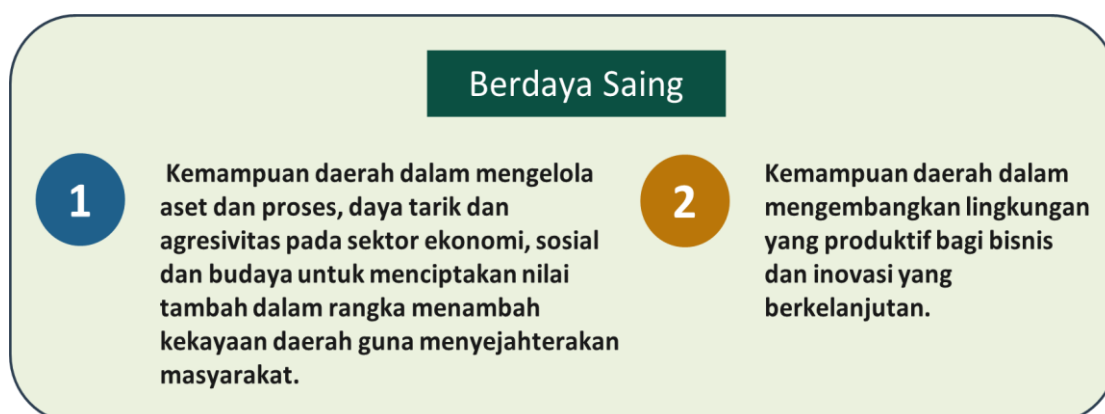 Berdaya Saing
1
Kemampuan daerah dalam mengelola
aset dan proses, daya tarik dan
agresivitas pada sektor ekonomi, sosial
dan budaya untuk menciptakan nilai
tambah dalam rangka menambah
kekayaan daerah guna menyejahterakan
masyarakat.
2
Kemampuan daerah dalam
mengembangkan lingkungan
yang produktif bagi bisnis
dan inovasi yang
berkelanjutan.